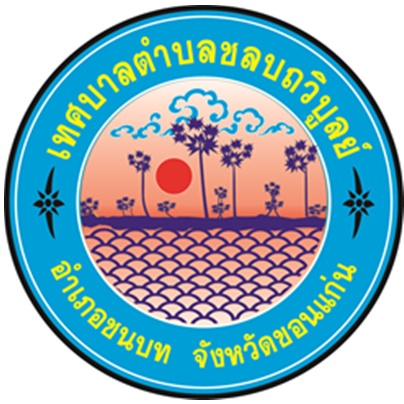 เทศบาลตำบลชลบถวิบูลย์
อำเภอชนบท จังหวัดขอนแก่น